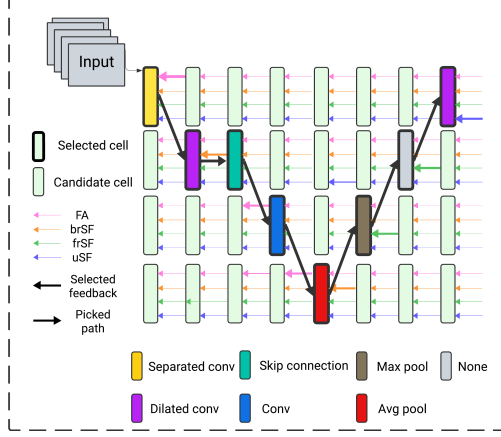 Input
Selected cell
Candidate cell
FA
brSF
frSF
uSF
Selected
feedback
Picked
path
Separated conv
Skip connection
Max pool
None
Dilated conv
Conv
Avg pool